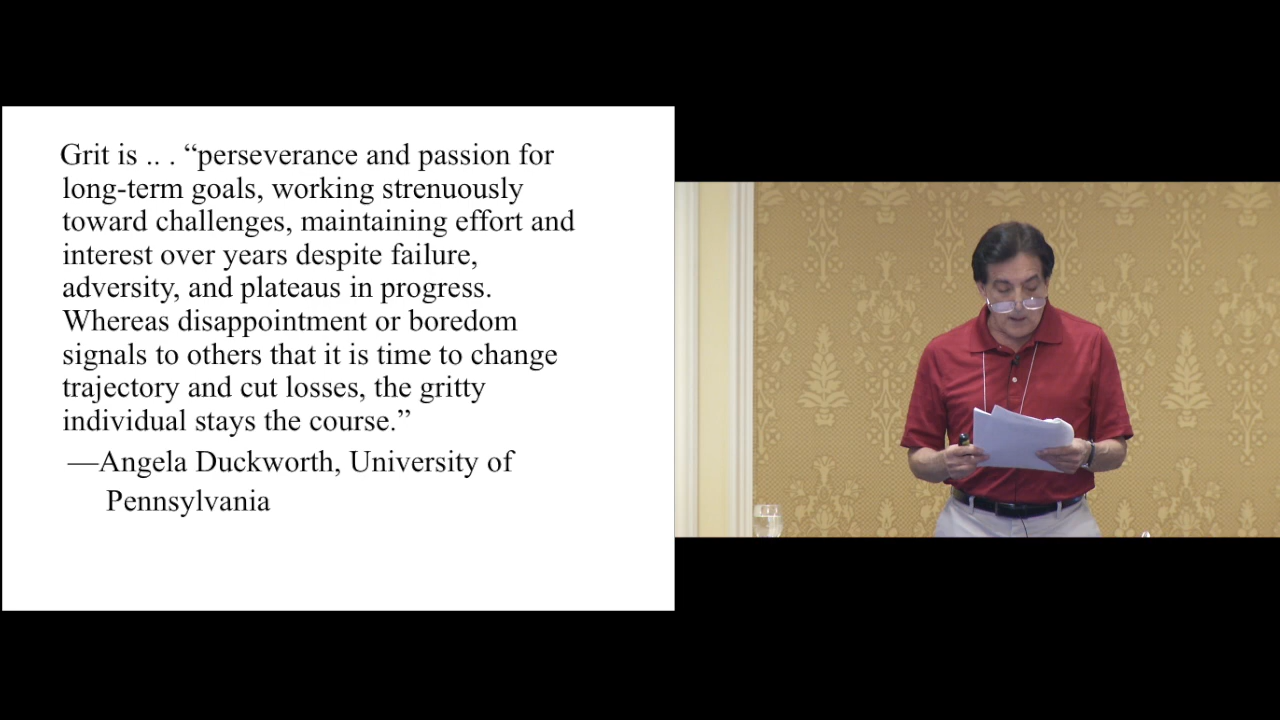 Grit is .. . “perseverance and passion for
long-term goals, working strenuously
toward challenges, maintaining effort and
interest over years despite failure,
adversity, and plateaus in progress.
Whereas disappointment or boredom
signals to others that it is time to change
trajectory and cut losses, the gritty
individual stays the course.”
—Angela Duckworth, University of
Pennsylvania